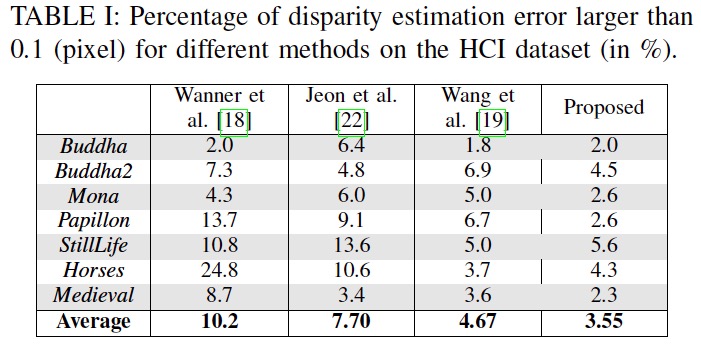 TABLE I: Percentage of disparity estimation error larger than
0.1 (pixel) for different methods on the HCI dataset (in %).
Wanner et al. [18] Jeon et al. [22] Wang et al. [19] Proposed
Buddha 2.0 6.4 1.8 2.0
Buddha2 7.3 4.8 6.9 4.5
Mona 4.3 6.0 5.0 2.6
Papillon 13.7 9.1 6.7 2.6
StillLife 10.8 13.6 5.0 5.6
Horses 24.8 10.6 3.7 4.3
Medieval 8.7 3.4 3.6 2.3
Average 10.2 7.70 4.67 3.55